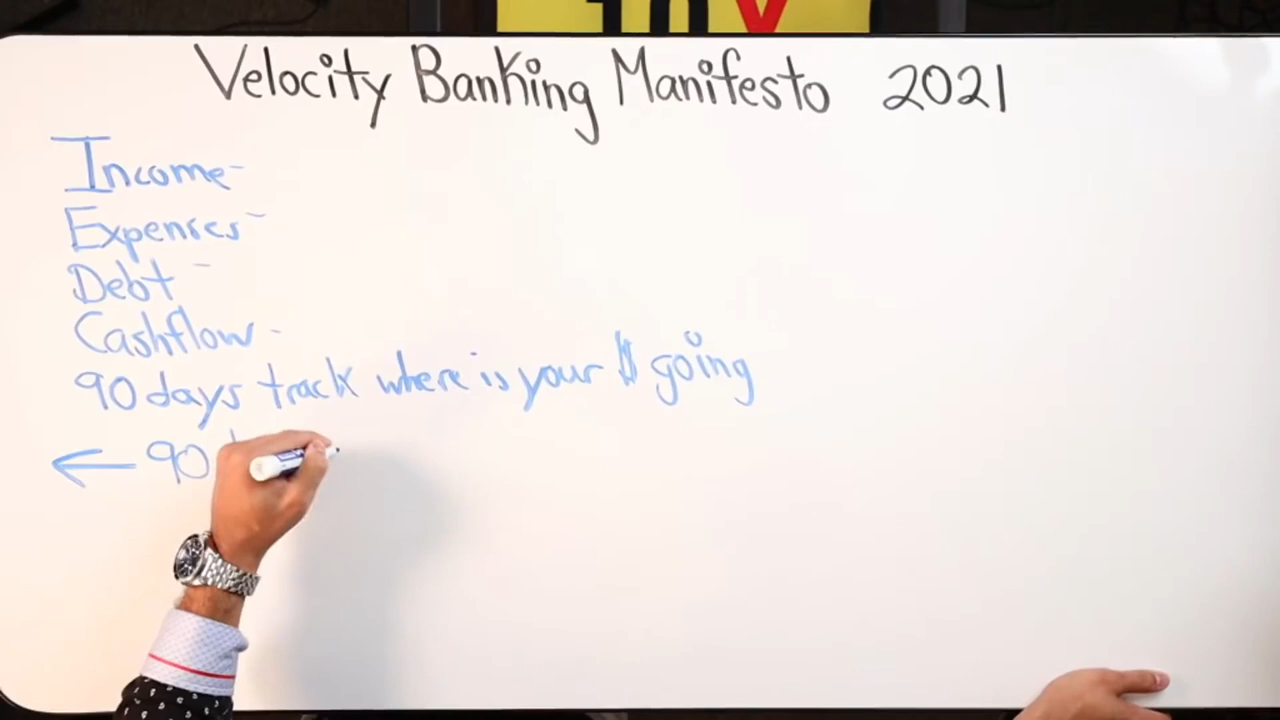 Velocity Banking Manifesto 2021
Income-
Expenses-
Debt -
Cashflow -
90 days track where is your $ going
← 90